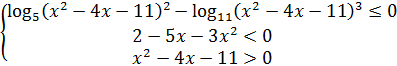 log₅(x² − 4x − 11)² − log₁₁(x² − 4x − 11)³ ≤ 0
2 − 5x − 3x² < 0
x² − 4x − 11 > 0